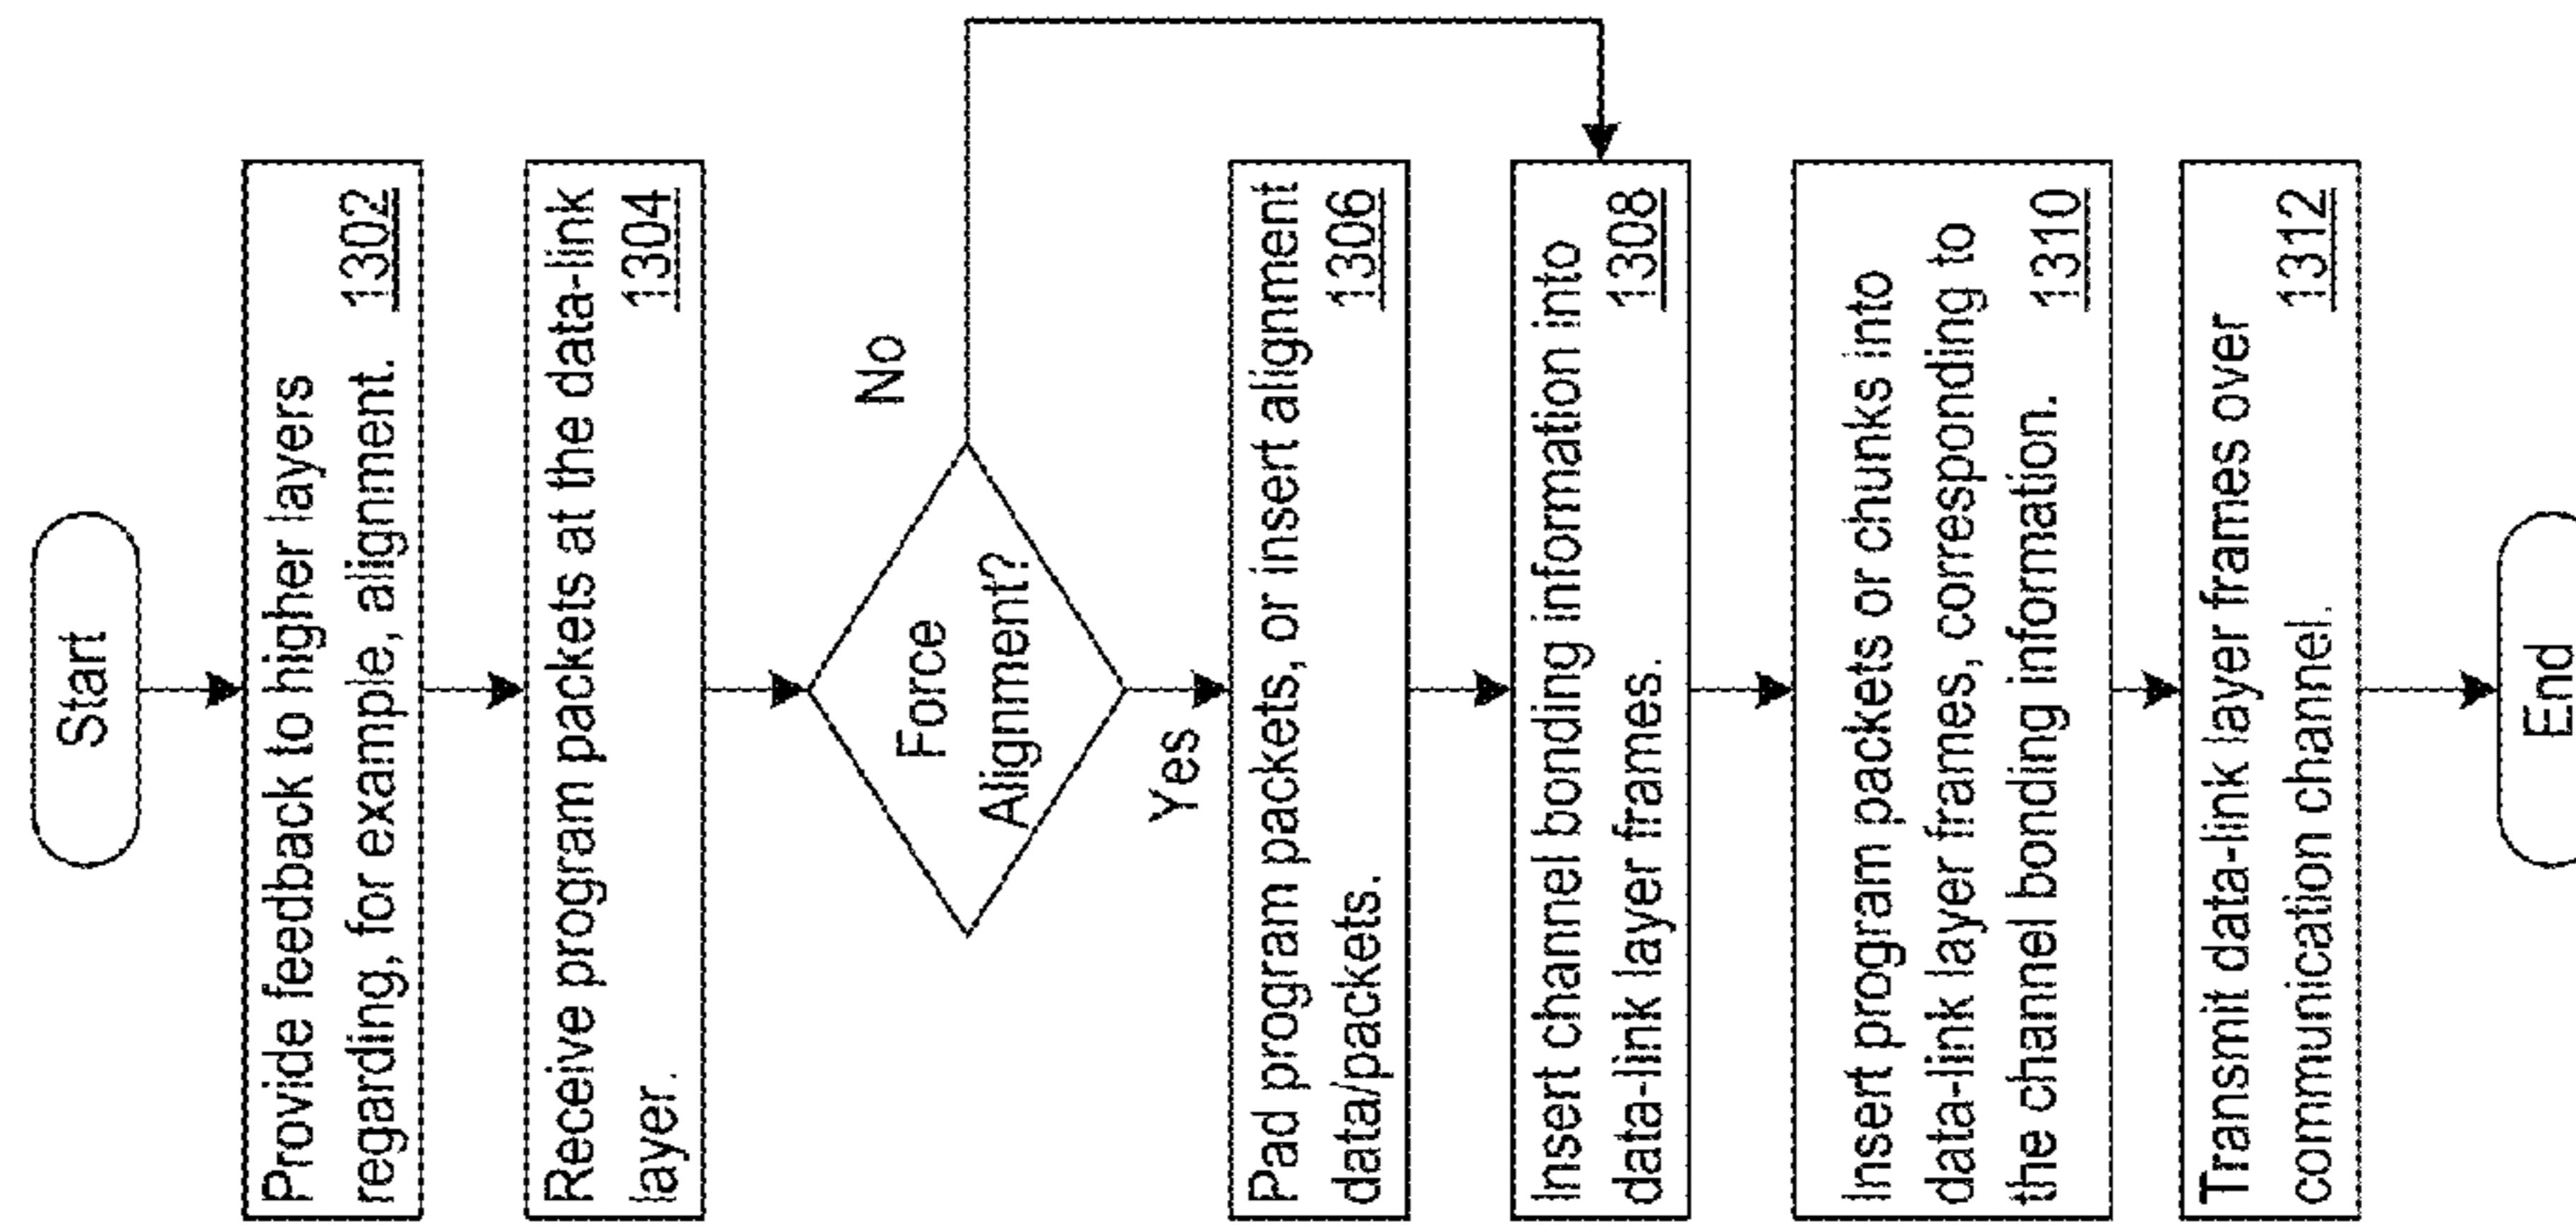 Start
Provide feedback to higher layers
regarding, for example, alignment. 1302
Receive program packets at the data-link
layer. 1304
Force
Alignment?
No
Yes
Pad program packets, or insert alignment
data/packets. 1306
Insert channel bonding information into
data-link layer frames. 1308
Insert program packets or chunks into
data-link layer frames, corresponding to
the channel bonding information. 1310
Transmit data-link layer frames over
communication channel. 1312
End